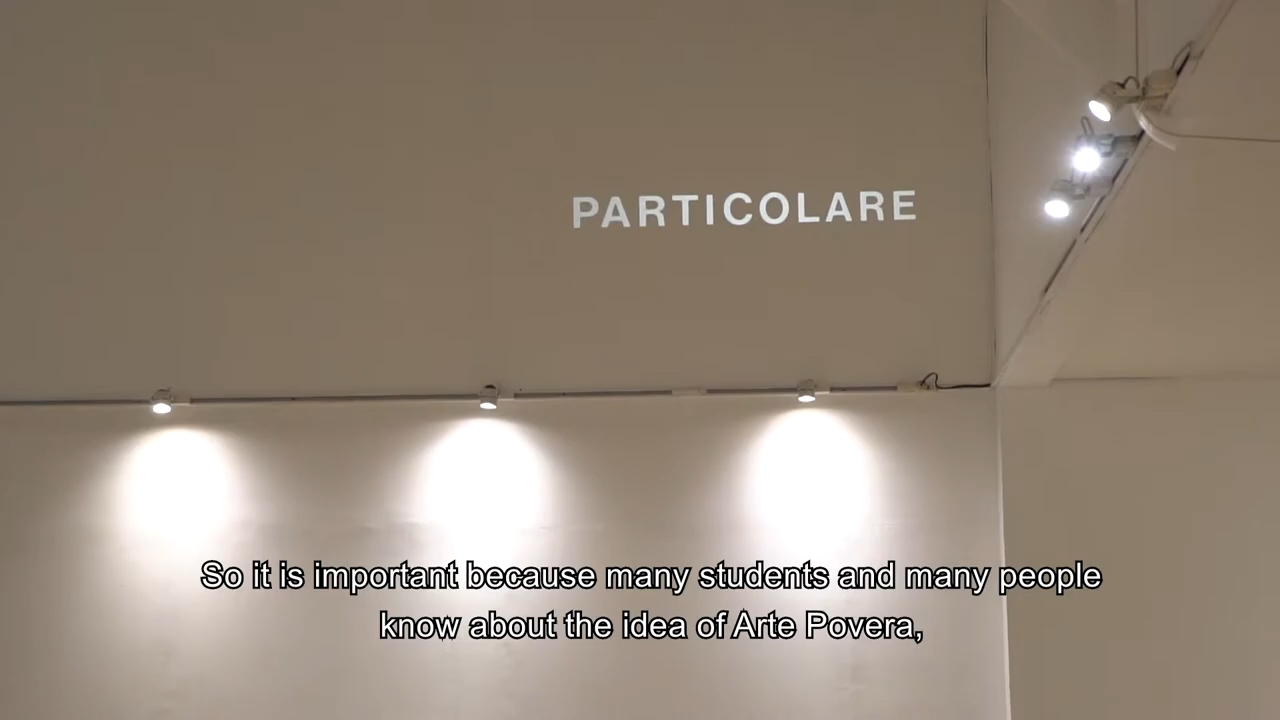 PARTICOLARE
So it is important because many students and many people
know about the idea of Arte Povera,